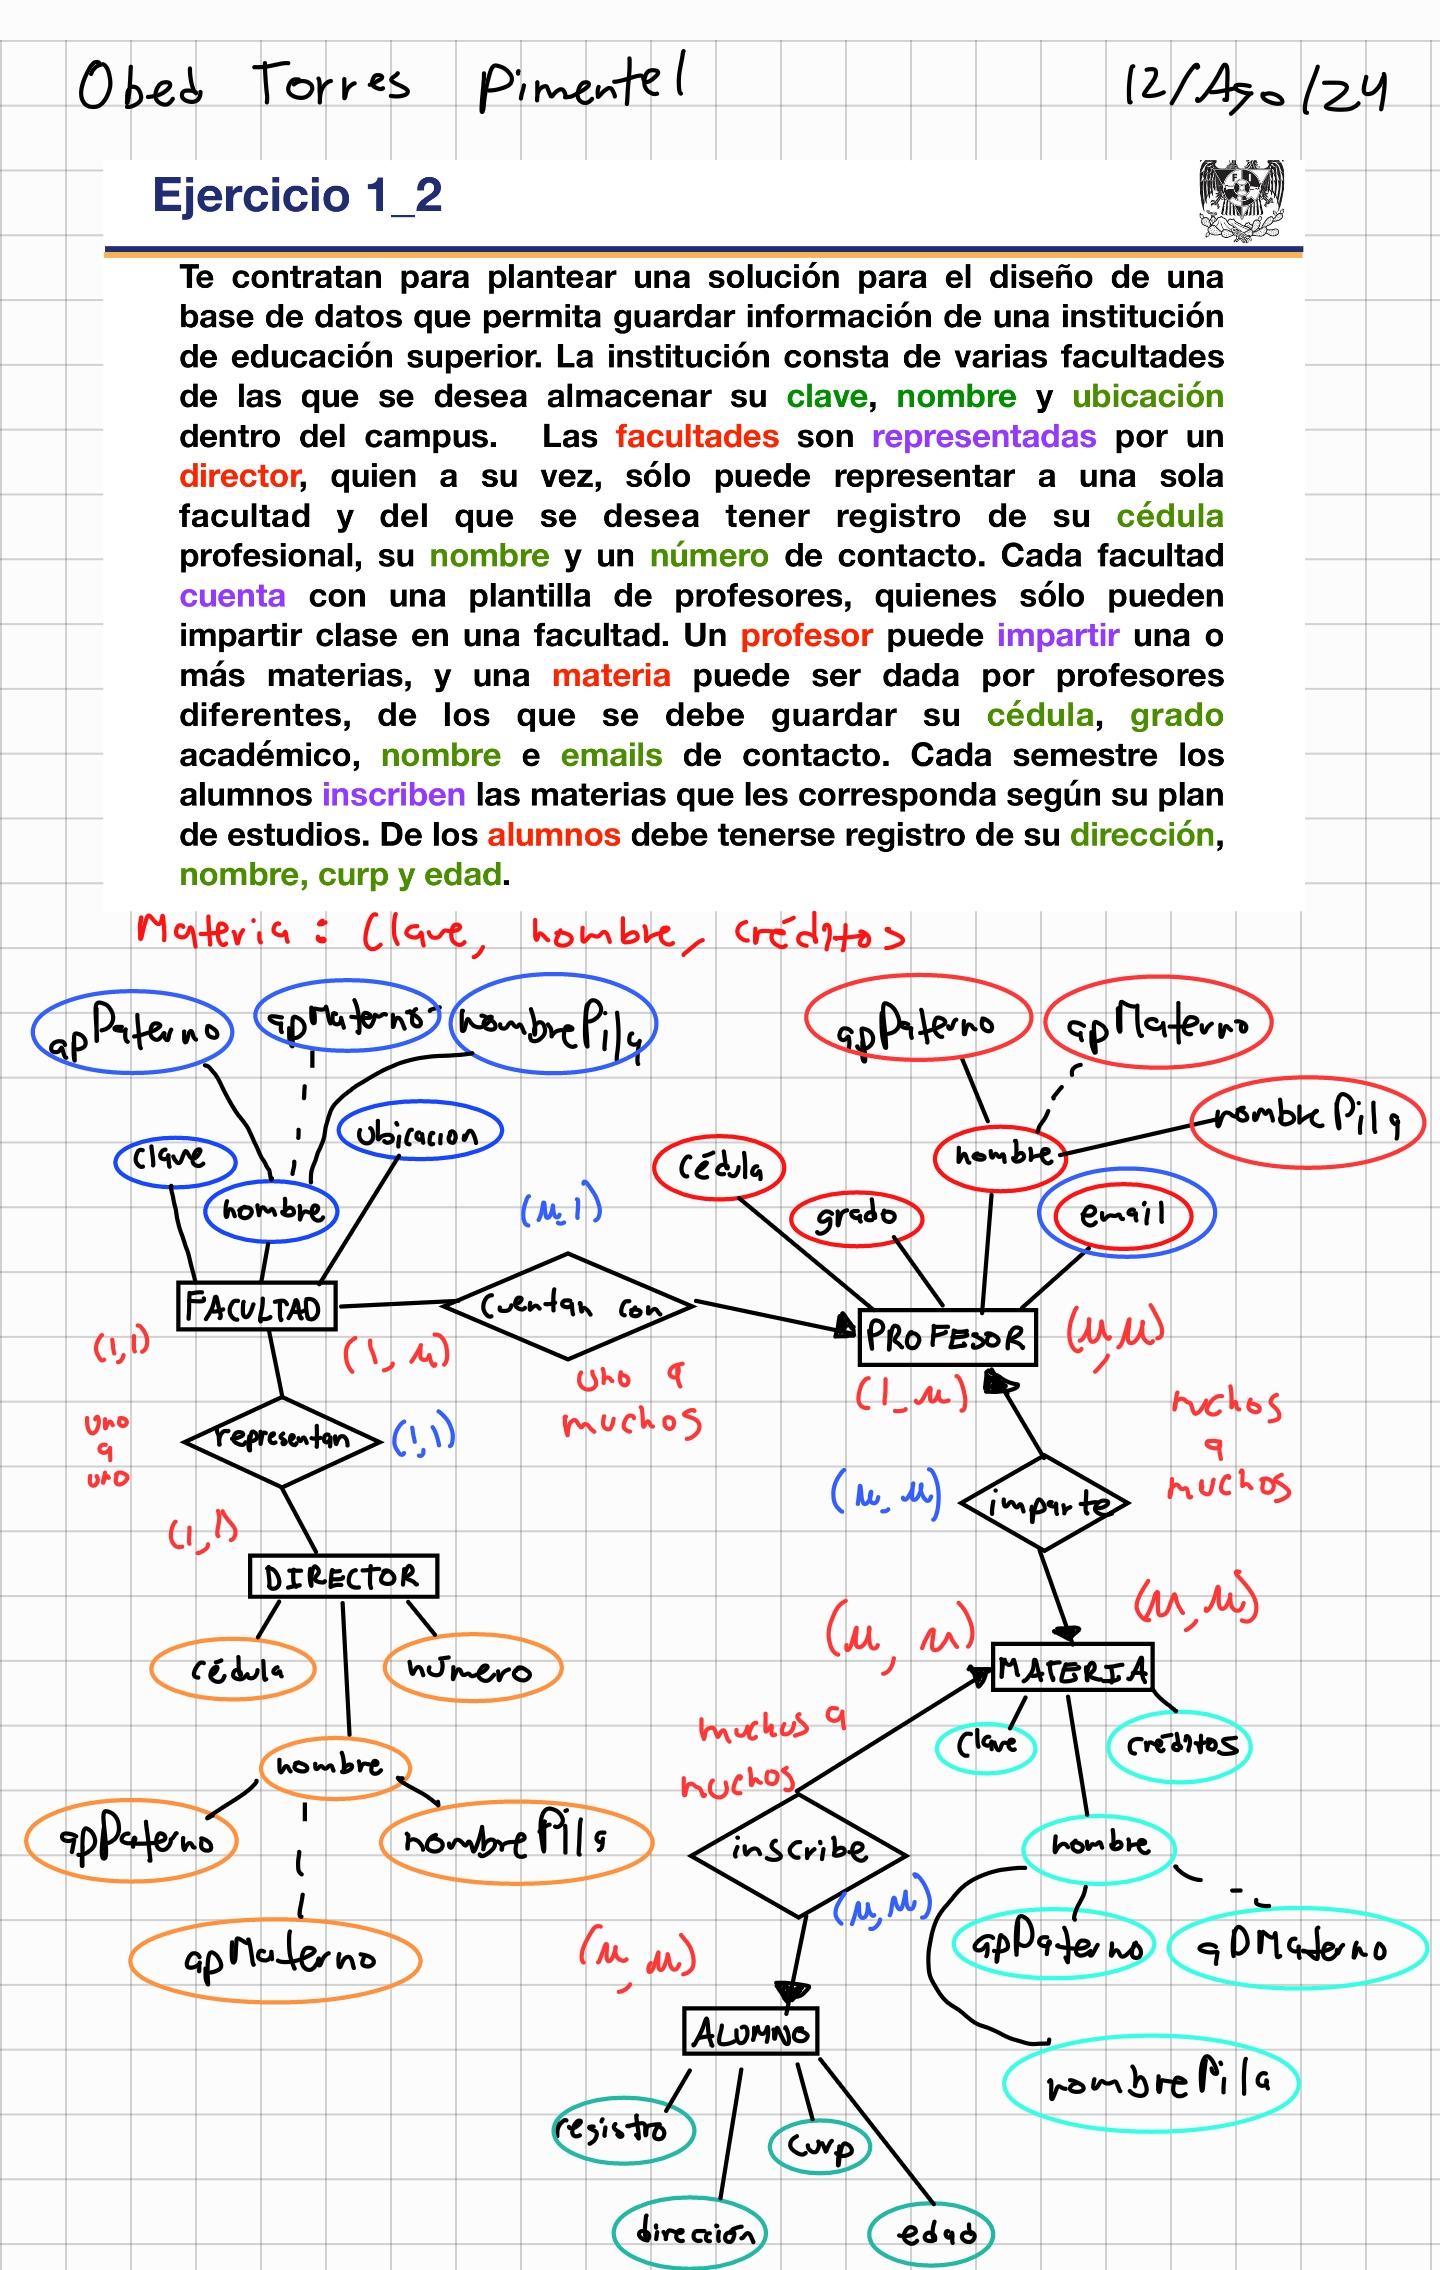 Obed Torres Pimentel 12/Ago/24
Ejercicio 1_2
Te contratan para plantear una solución para el diseño de una
base de datos que permita guardar información de una institución
de educación superior. La institución consta de varias facultades
de las que se desea almacenar su clave, nombre y ubicación
dentro del campus. Las facultades son representadas por un
director, quien a su vez, sólo puede representar a una sola
facultad y del que se desea tener registro de su cédula
profesional, su nombre y un número de contacto. Cada facultad
cuenta con una plantilla de profesores, quienes sólo pueden
impartir clase en una facultad. Un profesor puede impartir una o
más materias, y una materia puede ser dada por profesores
diferentes, de los que se debe guardar su cédula, grado
académico, nombre e emails de contacto. Cada semestre los
alumnos inscriben las materias que les corresponda según su plan
de estudios. De los alumnos debe tenerse registro de su dirección,
nombre, curp y edad.
Materia: Clave, nombre, créditos
apPaterno
apMaterno
nombrePila
apPaterno
apMaterno
nombrePila
clave
ubicacion
nombre
cédula
grado
nombre
email
(M,1)
FACULTAD
cuentan con
PROFESOR
(M,M)
(1,1)
(1,M)
uno a
muchos
(1,M)
uno
a
uno
representan
(1,1)
(M,M)
imparte
muchos
a
muchos
(1,1)
DIRECTOR
cédula
número
nombre
apPaterno
nombrePila
apMaterno
(M,M)
(M,M)
MATERIA
muchos a
muchos
Clave
créditos
inscribe
(M,M)
nombre
apPaterno
apMaterno
nombrePila
(M,M)
ALUMNO
registro
curp
dirección
edad